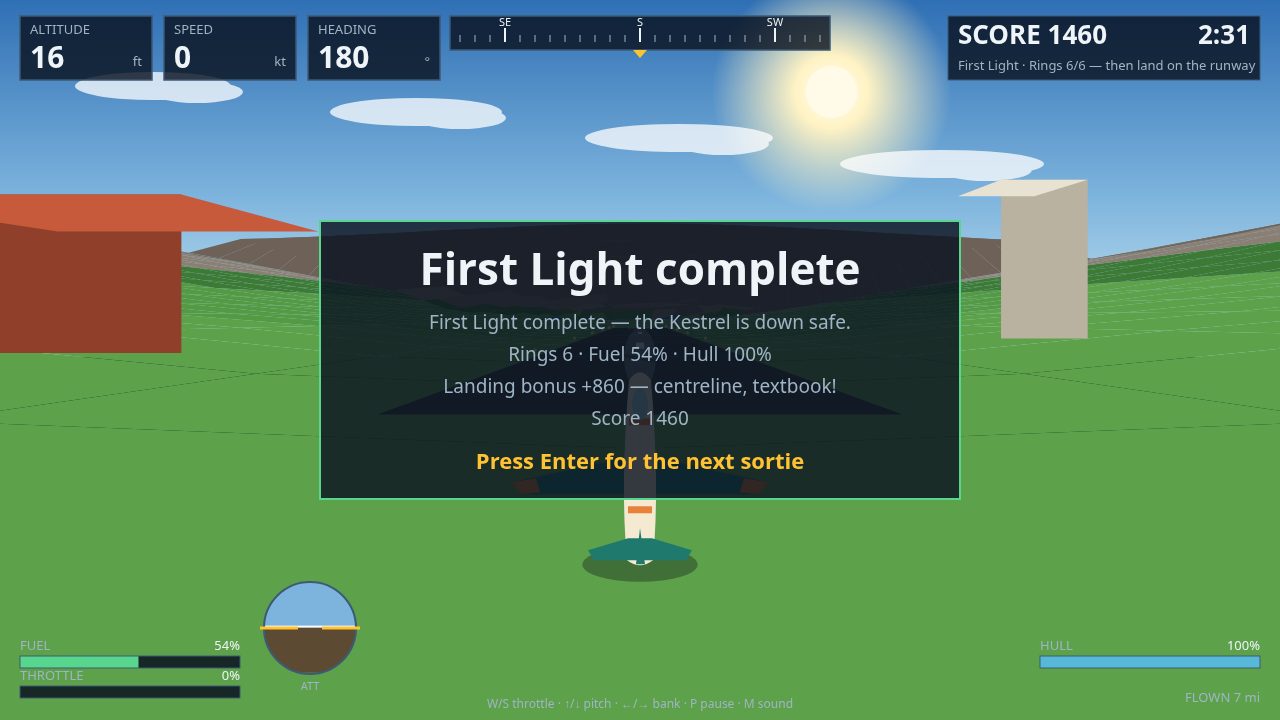 ALTITUDE
16 ft
SPEED
0 kt
HEADING
180 °
SE S SW
SCORE 1460 2:31
First Light · Rings 6/6 — then land on the runway
First Light complete
First Light complete — the Kestrel is down safe.
Rings 6 · Fuel 54% · Hull 100%
Landing bonus +860 — centreline, textbook!
Score 1460
Press Enter for the next sortie
FUEL 54%
THROTTLE 0%
ATT
W/S throttle · ↑/↓ pitch · ←/→ bank · P pause · M sound
HULL 100%
FLOWN 7 mi